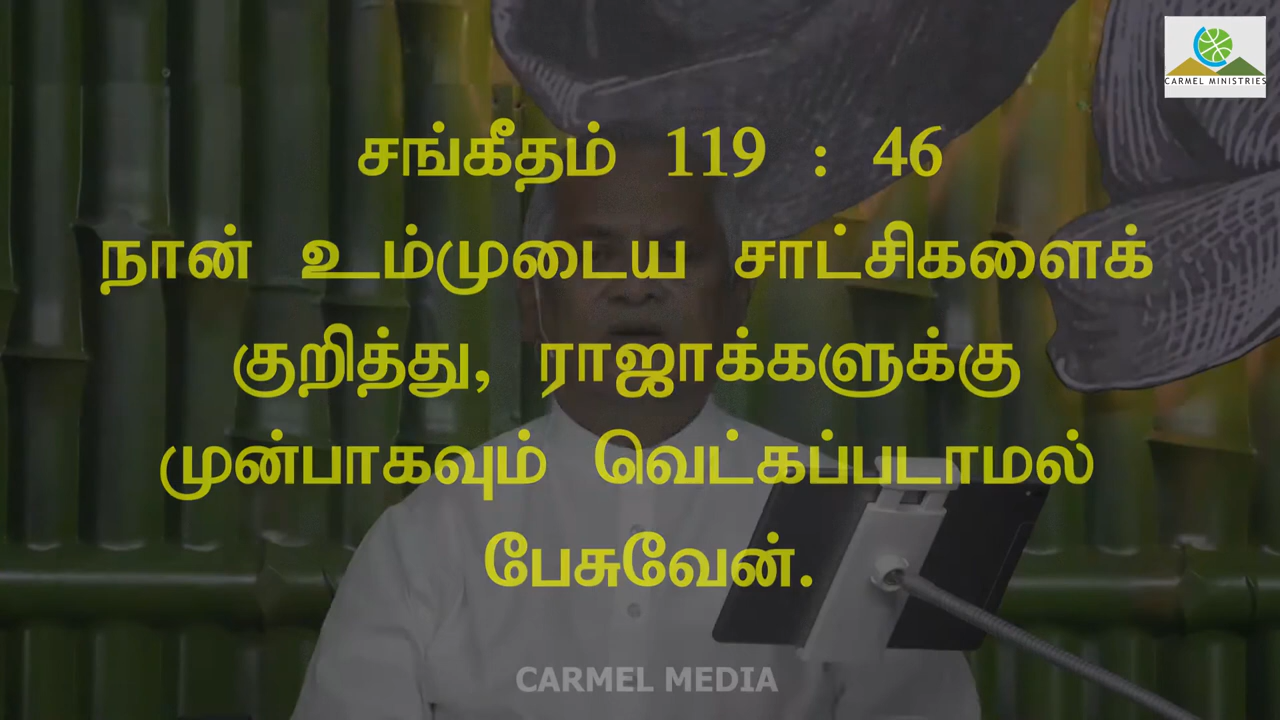 CARMEL MINISTRIES
சங்கீதம் 119 : 46
நான் உம்முடைய சாட்சிகளைக்
குறித்து, ராஜாக்களுக்கு
முன்பாகவும் வெட்கப்படாமல்
பேசுவேன்.
CARMEL MEDIA